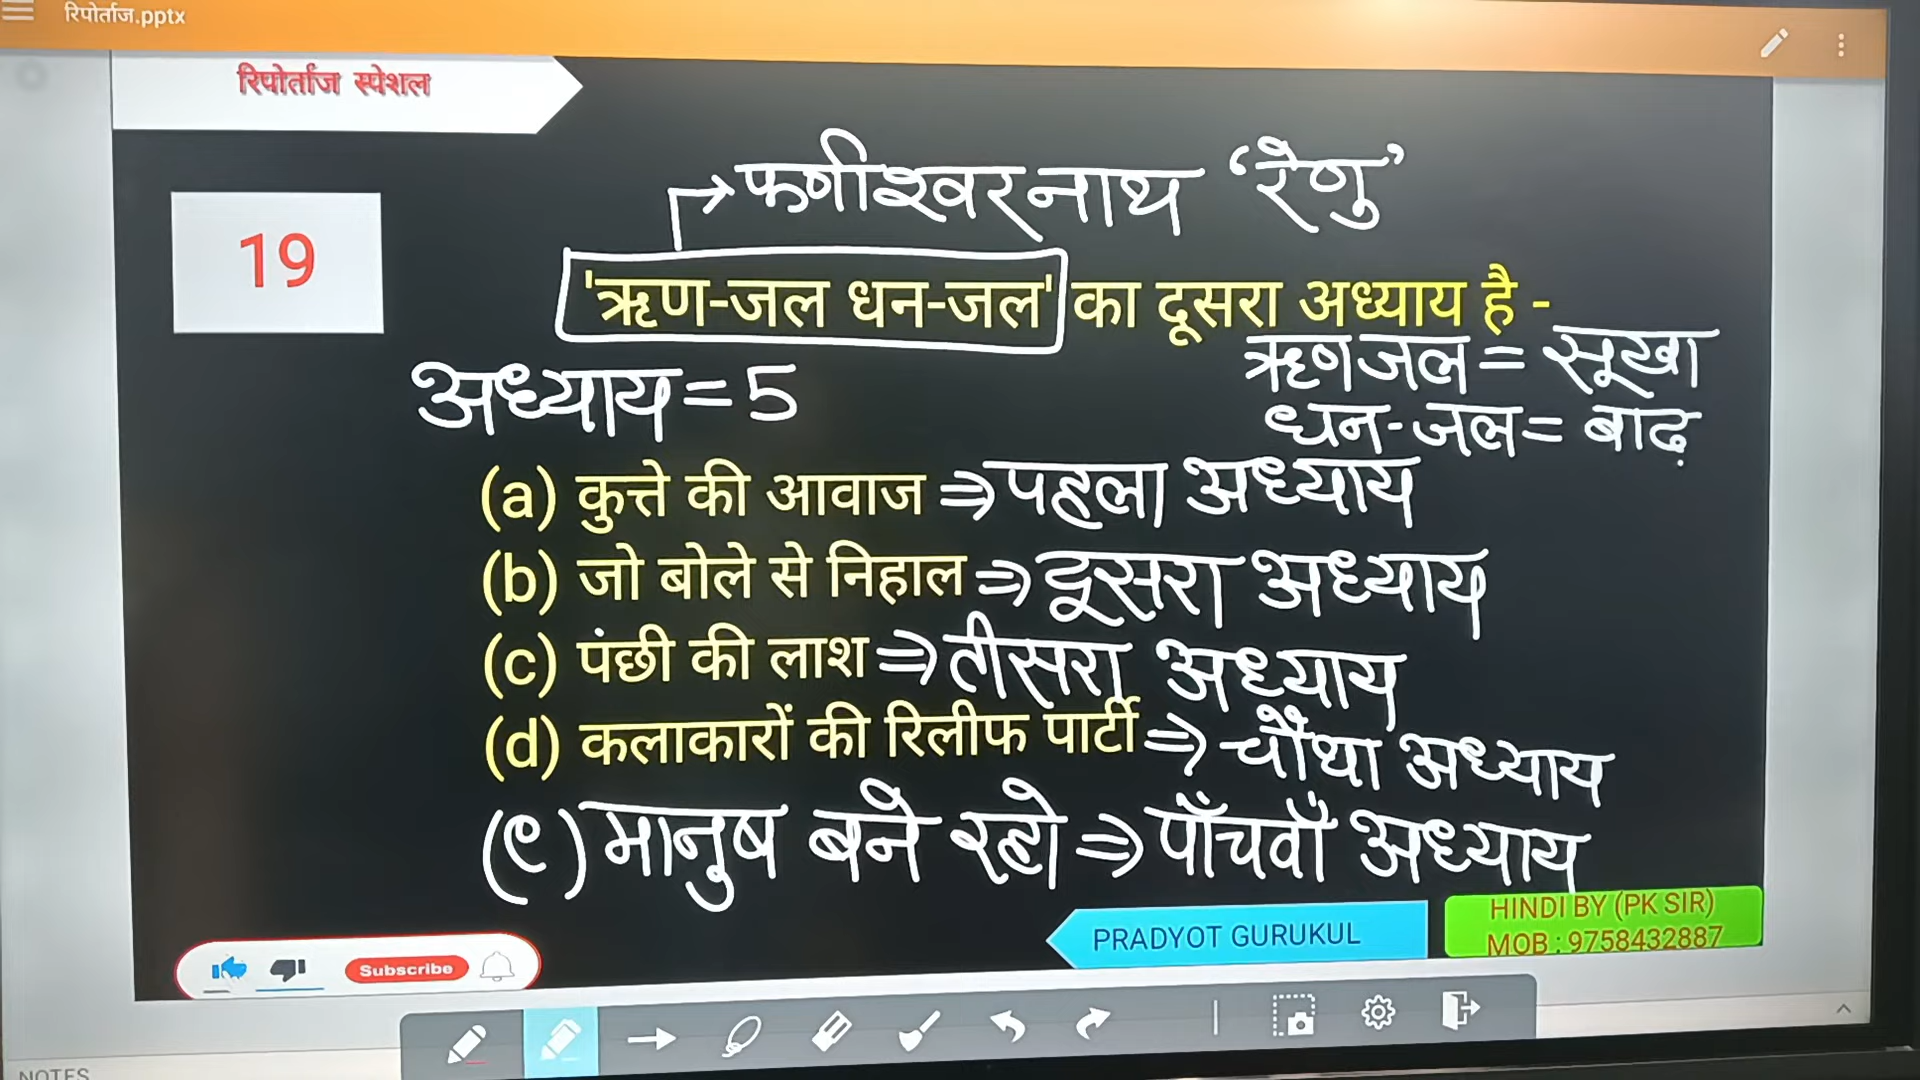 रिपोर्ताज.pptx
रिपोर्ताज स्पेशल
फणीश्वरनाथ 'रेणु'
19
'ऋण-जल धन-जल' का दूसरा अध्याय है -
ऋणजल = सूखा
अध्याय = 5
धन-जल = बाढ़
(a) कुत्ते की आवाज ⇒ पहला अध्याय
(b) जो बोले से निहाल ⇒ दूसरा अध्याय
(c) पंछी की लाश ⇒ तीसरा अध्याय
(d) कलाकारों की रिलीफ पार्टी ⇒ चौथा अध्याय
(e) मानुष बने रहो ⇒ पाँचवाँ अध्याय
HINDI BY (PK SIR)
PRADYOT GURUKUL
MOB : 9758432887
Subscribe
NOTES